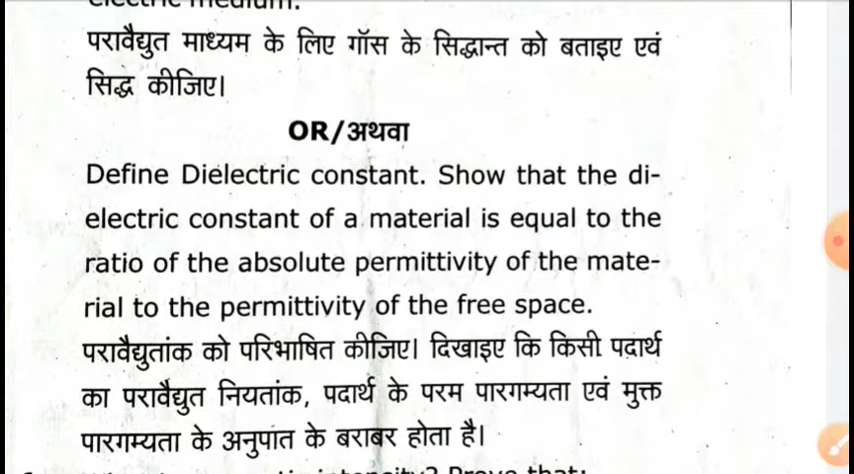 परावैद्युत माध्यम के लिए गॉस के सिद्धान्त को बताइए एवं
सिद्ध कीजिए।
OR/अथवा
Define Dielectric constant. Show that the di-
electric constant of a material is equal to the
ratio of the absolute permittivity of the mate-
rial to the permittivity of the free space.
परावैद्युतांक को परिभाषित कीजिए। दिखाइए कि किसी पदार्थ
का परावैद्युत नियतांक, पदार्थ के परम पारगम्यता एवं मुक्त
पारगम्यता के अनुपात के बराबर होता है।